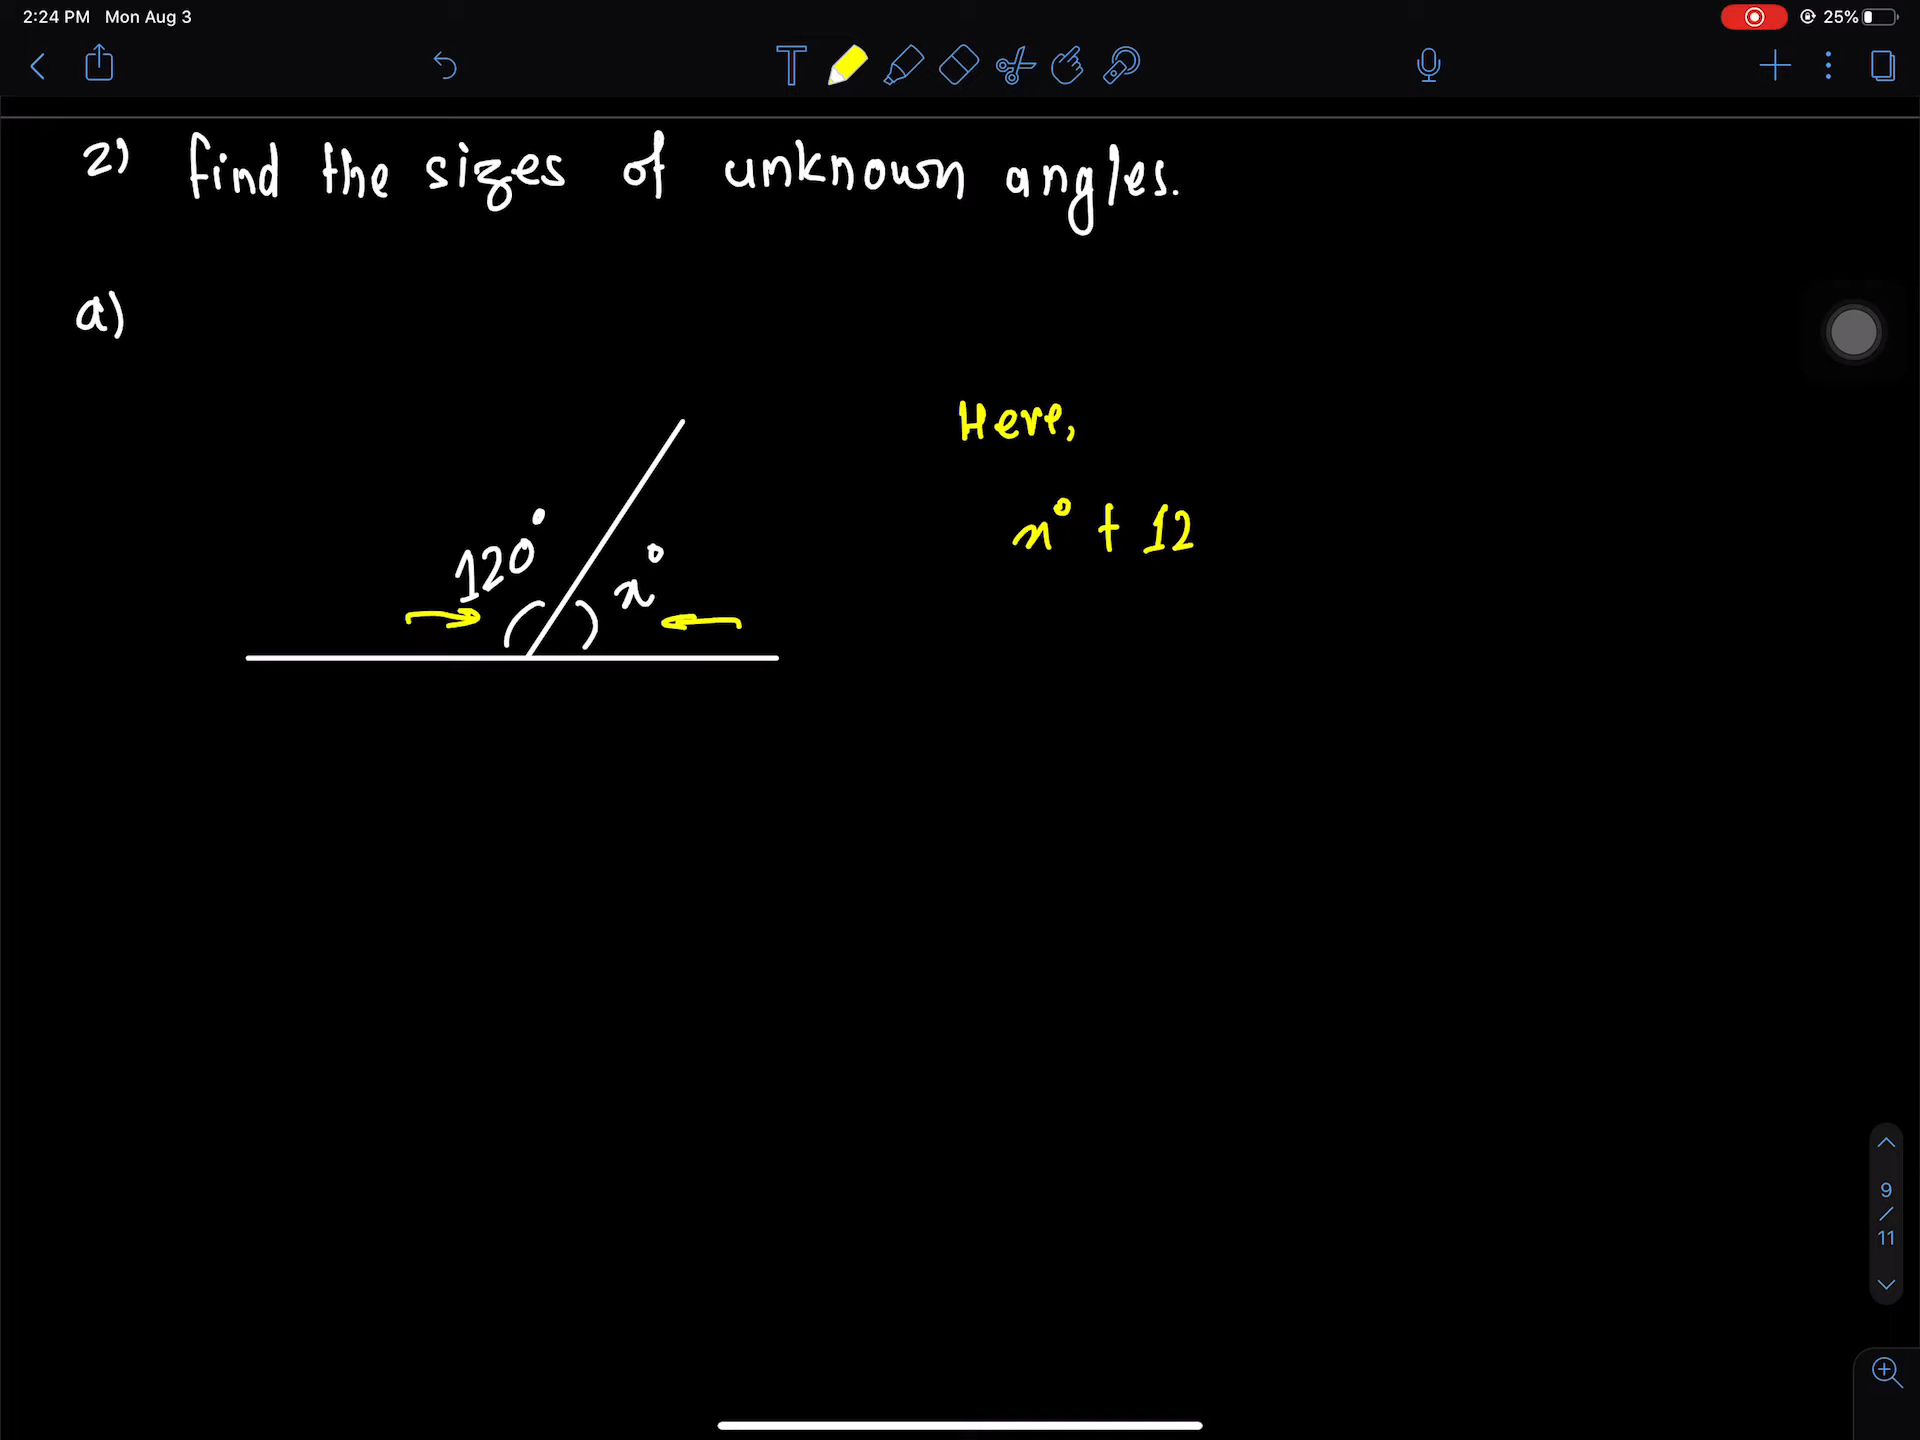 2:24 PM Mon Aug 3
25%
T
2) find the sizes of unknown angles.
a)
Here,
120°
x°
x° + 12
9
/
11